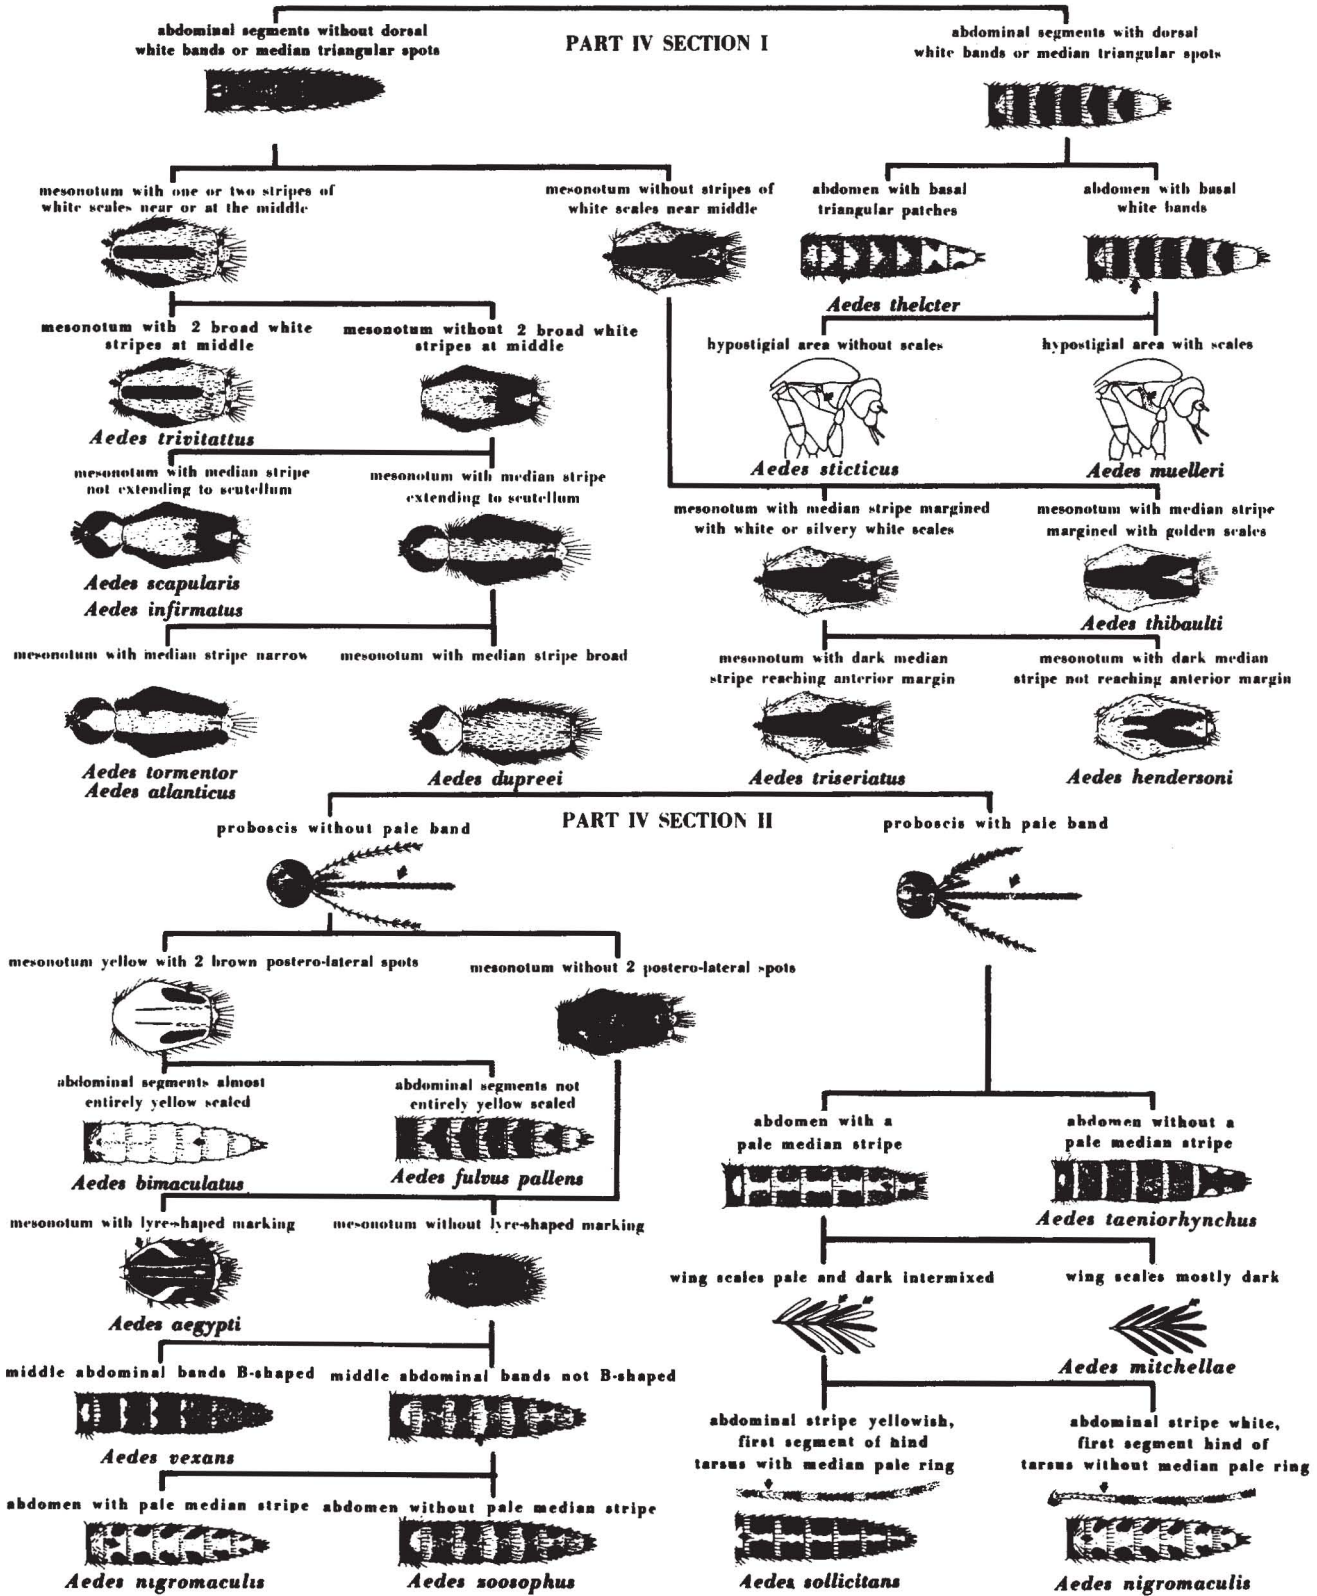 PART IV SECTION I
abdominal segments without dorsal
white bands or median triangular spots
abdominal segments with dorsal
white bands or median triangular spots
mesonotum with one or two stripes of
white scales near or at the middle
mesonotum without stripes of
white scales near middle
abdomen with basal
triangular patches
Aedes thelcter
abdomen with basal
white bands
mesonotum with 2 broad white
stripes at middle
Aedes trivitattus
mesonotum without 2 broad white
stripes at middle
hypostigial area without scales
Aedes sticticus
hypostigial area with scales
Aedes muelleri
mesonotum with median stripe
not extending to scutellum
Aedes scapularis
Aedes infirmatus
mesonotum with median stripe
extending to scutellum
mesonotum with median stripe margined
with white or silvery white scales
mesonotum with median stripe
margined with golden scales
Aedes thibaulti
mesonotum with median stripe narrow
Aedes tormentor
Aedes atlanticus
mesonotum with median stripe broad
Aedes dupreei
mesonotum with dark median
stripe reaching anterior margin
Aedes triseriatus
mesonotum with dark median
stripe not reaching anterior margin
Aedes hendersoni
PART IV SECTION II
proboscis without pale band
proboscis with pale band
mesonotum yellow with 2 brown postero-lateral spots
mesonotum without 2 postero-lateral spots
abdominal segments almost
entirely yellow scaled
Aedes bimaculatus
abdominal segments not
entirely yellow scaled
Aedes fulvus pallens
abdomen with a
pale median stripe
abdomen without a
pale median stripe
Aedes taeniorhynchus
mesonotum with lyre-shaped marking
Aedes aegypti
mesonotum without lyre-shaped marking
wing scales pale and dark intermixed
wing scales mostly dark
Aedes mitchellae
middle abdominal bands B-shaped
Aedes vexans
middle abdominal bands not B-shaped
abdominal stripe yellowish,
first segment of hind
tarsus with median pale ring
Aedes sollicitans
abdominal stripe white,
first segment hind of
tarsus without median pale ring
Aedes nigromaculis
abdomen with pale median stripe
Aedes nigromaculis
abdomen without pale median stripe
Aedes zoosophus